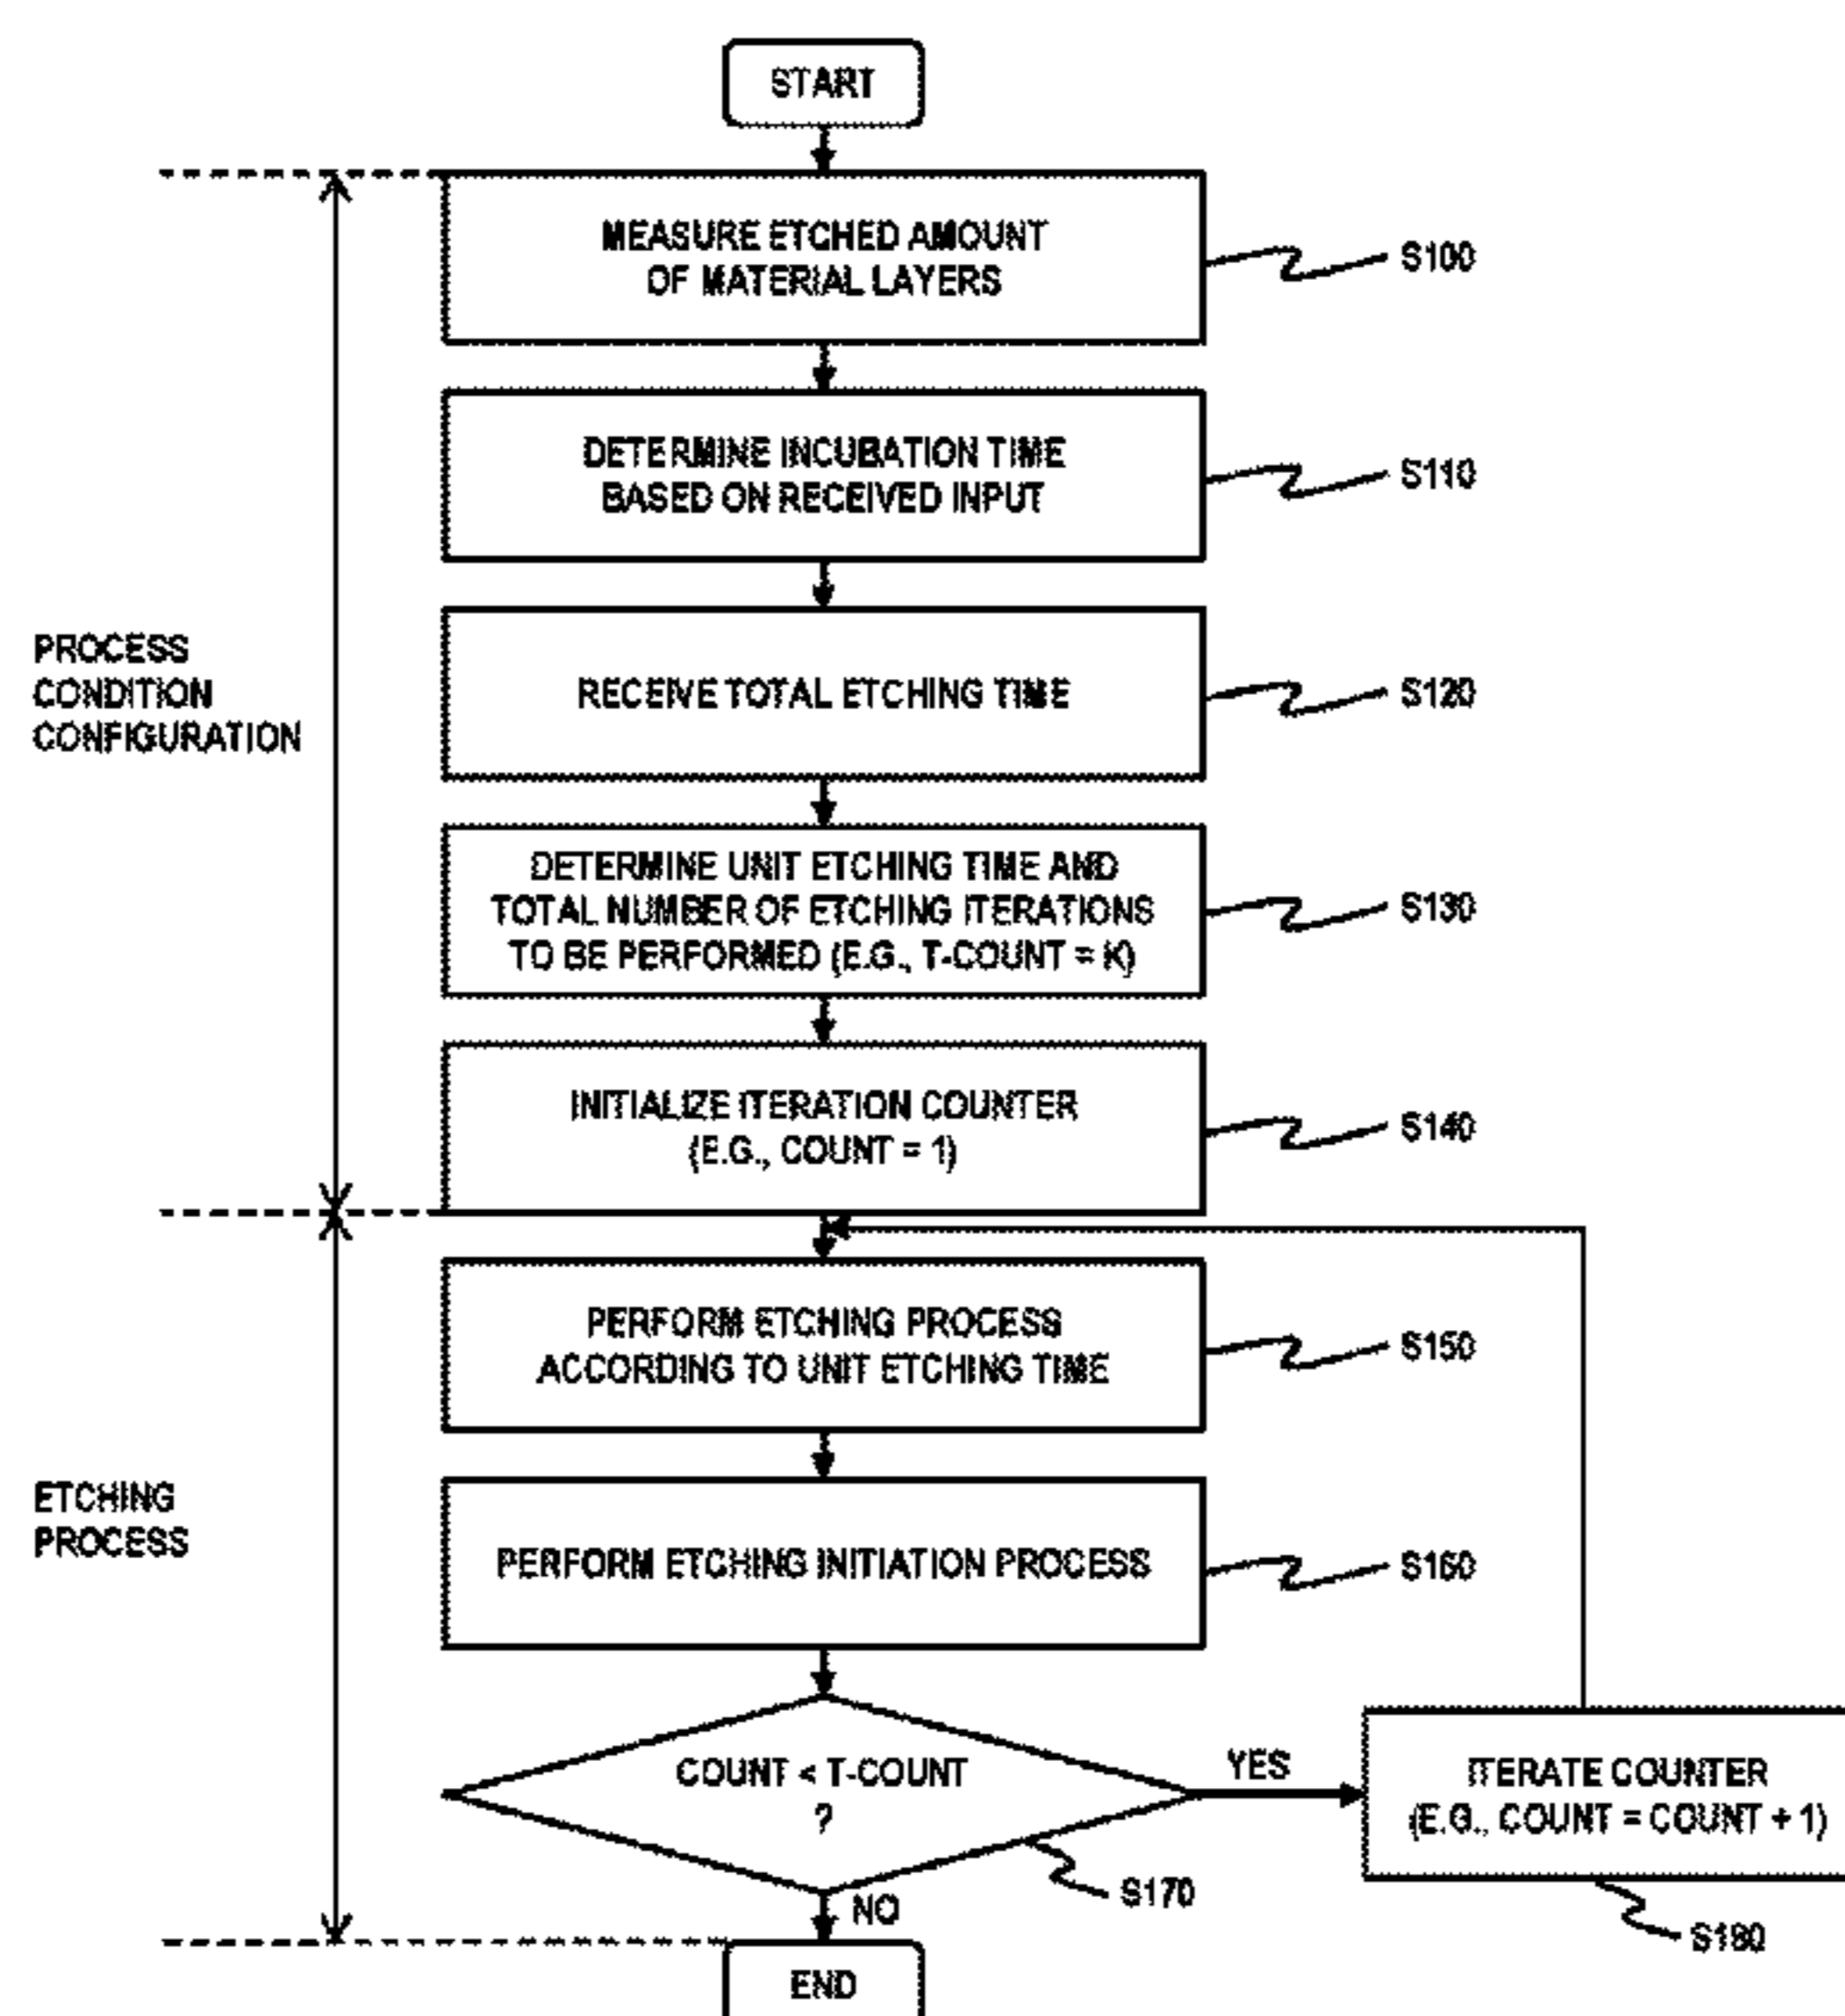 START
MEASURE ETCHED AMOUNT
OF MATERIAL LAYERS
S100
DETERMINE INCUBATION TIME
BASED ON RECEIVED INPUT
S110
PROCESS
CONDITION
CONFIGURATION
RECEIVE TOTAL ETCHING TIME
S120
DETERMINE UNIT ETCHING TIME AND
TOTAL NUMBER OF ETCHING ITERATIONS
TO BE PERFORMED (E.G., T-COUNT = K)
S130
INITIALIZE ITERATION COUNTER
(E.G., COUNT = 1)
S140
PERFORM ETCHING PROCESS
ACCORDING TO UNIT ETCHING TIME
S150
ETCHING
PROCESS
PERFORM ETCHING INITIATION PROCESS
S160
COUNT < T-COUNT
?
YES
ITERATE COUNTER
(E.G., COUNT = COUNT + 1)
S170
NO
S180
END